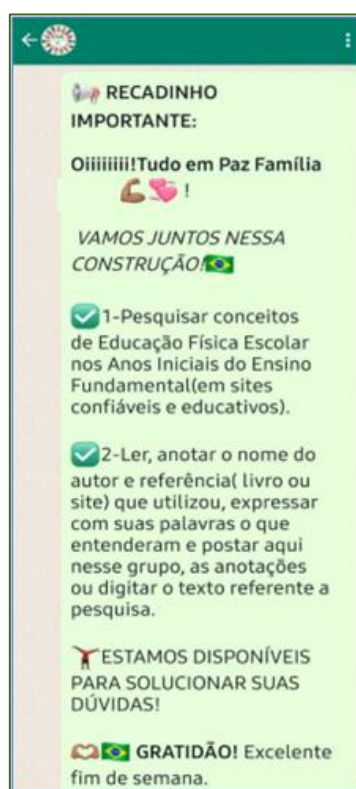 RECADINHO
IMPORTANTE:
Oiiiiiiii!Tudo em Paz Família
!
VAMOS JUNTOS NESSA
CONSTRUÇÃO!
1-Pesquisar conceitos
de Educação Física Escolar
nos Anos Iniciais do Ensino
Fundamental(em sites
confiáveis e educativos).
2-Ler, anotar o nome do
autor e referência( livro ou
site) que utilizou, expressar
com suas palavras o que
entenderam e postar aqui
nesse grupo, as anotações
ou digitar o texto referente a
pesquisa.
ESTAMOS DISPONÍVEIS
PARA SOLUCIONAR SUAS
DÚVIDAS!
GRATIDÃO! Excelente
fim de semana.